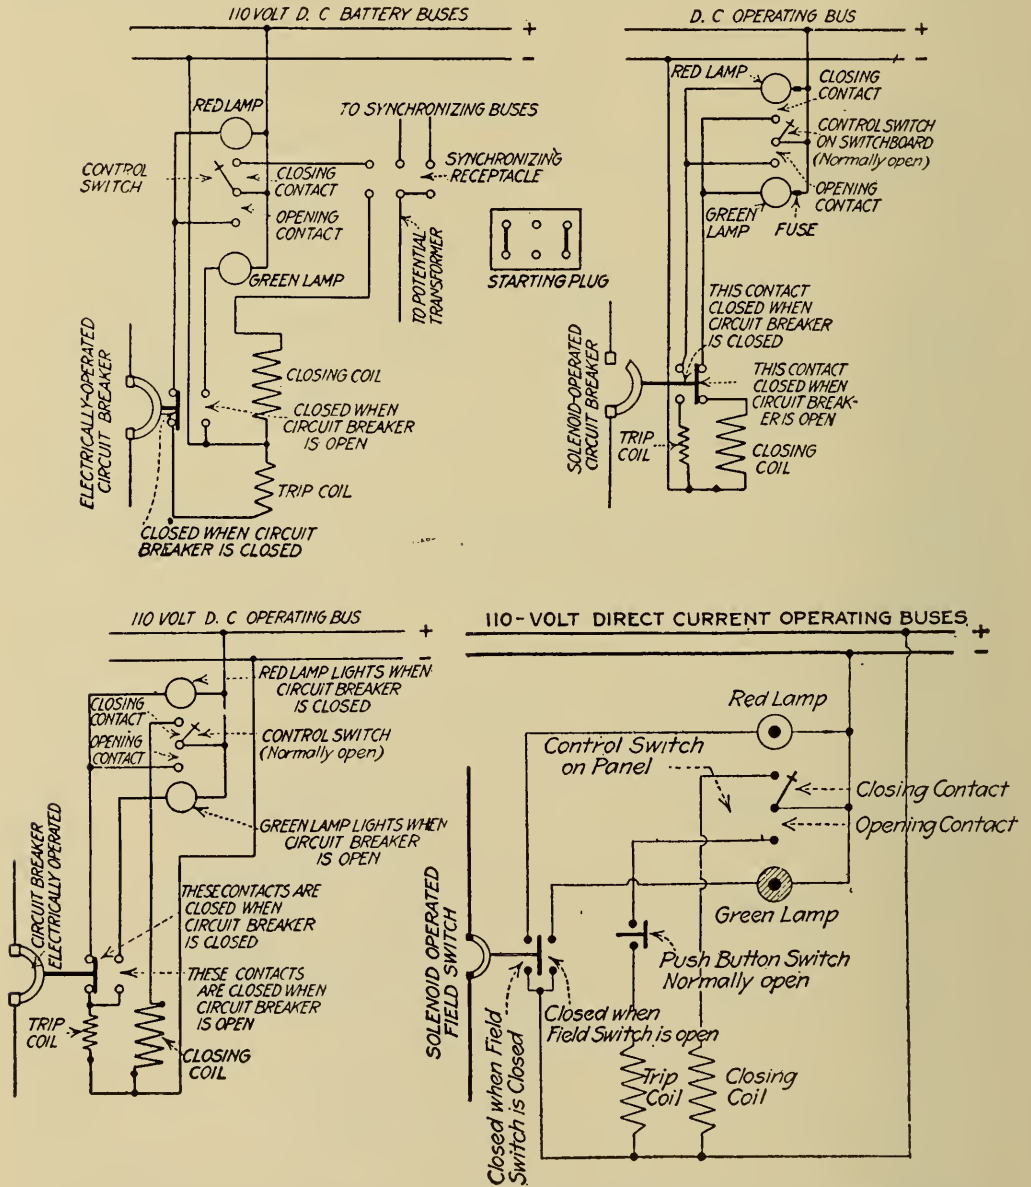 110 VOLT D. C BATTERY BUSES
+
-
RED LAMP
TO SYNCHRONIZING BUSES
CONTROL
SWITCH
CLOSING
CONTACT
SYNCHRONIZING
RECEPTACLE
OPENING
CONTACT
GREEN LAMP
TO POTENTIAL
TRANSFORMER
STARTING PLUG
ELECTRICALLY-OPERATED
CIRCUIT BREAKER
CLOSING COIL
CLOSED WHEN
CIRCUIT BREAKER
IS OPEN
TRIP COIL
CLOSED WHEN CIRCUIT
BREAKER IS CLOSED
D. C OPERATING BUS
+
-
RED LAMP
CLOSING
CONTACT
CONTROL SWITCH
ON SWITCHBOARD
(Normally open)
OPENING
CONTACT
GREEN
LAMP
FUSE
THIS CONTACT
CLOSED WHEN
CIRCUIT BREAKER
IS CLOSED
SOLENOID-OPERATED
CIRCUIT BREAKER
THIS CONTACT
CLOSED WHEN
CIRCUIT BREAK-
ER IS OPEN
TRIP
COIL
CLOSING
COIL
110 VOLT D. C OPERATING BUS
+
-
RED LAMP LIGHTS WHEN
CIRCUIT BREAKER
IS CLOSED
CLOSING
CONTACT
OPENING
CONTACT
CONTROL SWITCH
(Normally open)
GREEN LAMP LIGHTS WHEN
CIRCUIT BREAKER
IS OPEN
CIRCUIT BREAKER
ELECTRICALLY OPERATED
THESE CONTACTS ARE
CLOSED WHEN
CIRCUIT BREAKER
IS CLOSED
THESE CONTACTS
ARE CLOSED WHEN
CIRCUIT BREAKER
IS OPEN
TRIP
COIL
CLOSING
COIL
110-VOLT DIRECT CURRENT OPERATING BUSES
+
-
Red Lamp
Control Switch
on Panel
Closing Contact
Opening Contact
Green Lamp
SOLENOID OPERATED
FIELD SWITCH
Push Button Switch
Normally open
Closed when
Field Switch is open
Closed when Field
Switch is Closed
Trip
Coil
Closing
Coil